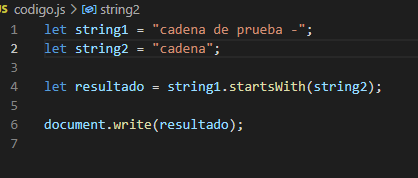 JS codigo.js > string2
1 let string1 = "cadena de prueba -";
2 let string2 = "cadena";
3
4 let resultado = string1.startsWith(string2);
5
6 document.write(resultado);
7